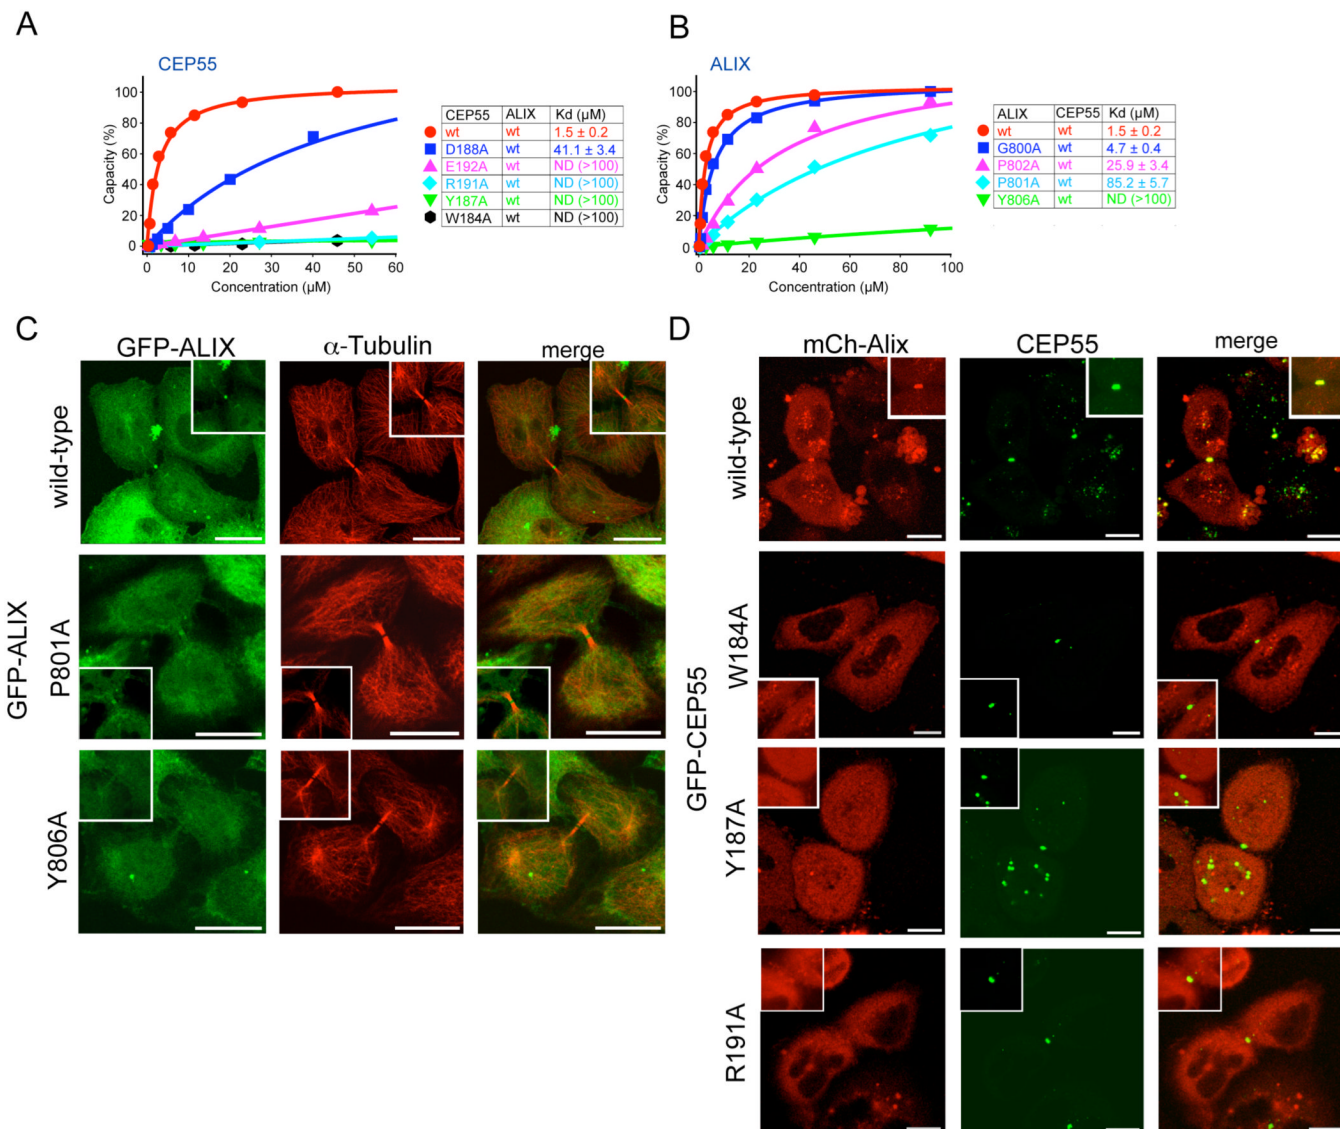 A
CEP55
Capacity (%)
100
80
60
40
20
0
0 10 20 30 40 50 60
Concentration (µM)
CEP55 ALIX Kd (µM)
wt wt 1.5 ± 0.2
D188A wt 41.1 ± 3.4
E192A wt ND (>100)
R191A wt ND (>100)
Y187A wt ND (>100)
W184A wt ND (>100)
B
ALIX
Capacity (%)
100
80
60
40
20
0
0 20 40 60 80 100
Concentration (µM)
ALIX CEP55 Kd (µM)
wt wt 1.5 ± 0.2
G800A wt 4.7 ± 0.4
P802A wt 25.9 ± 3.4
P801A wt 85.2 ± 5.7
Y806A wt ND (>100)
C
GFP-ALIX α-Tubulin merge
GFP-ALIX
wild-type
P801A
Y806A
D
mCh-Alix CEP55 merge
GFP-CEP55
wild-type
W184A
Y187A
R191A